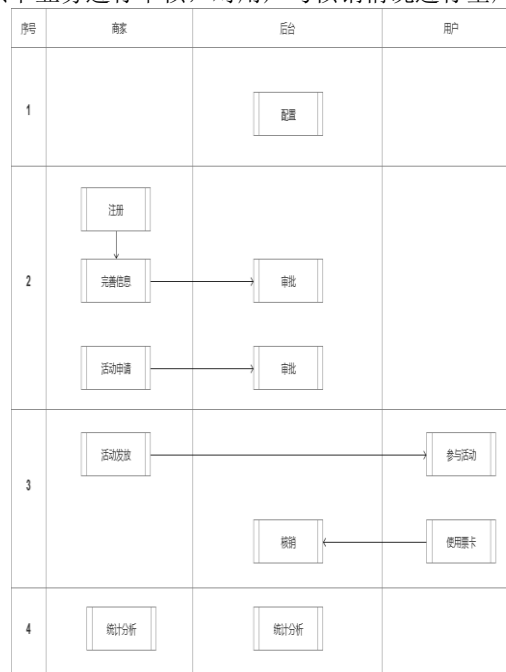 序号 商家 后台 用户
1 配置
注册
2 完善信息 审批
活动申请 审批
活动发放 参与活动
3
核销 使用票卡
4 统计分析 统计分析